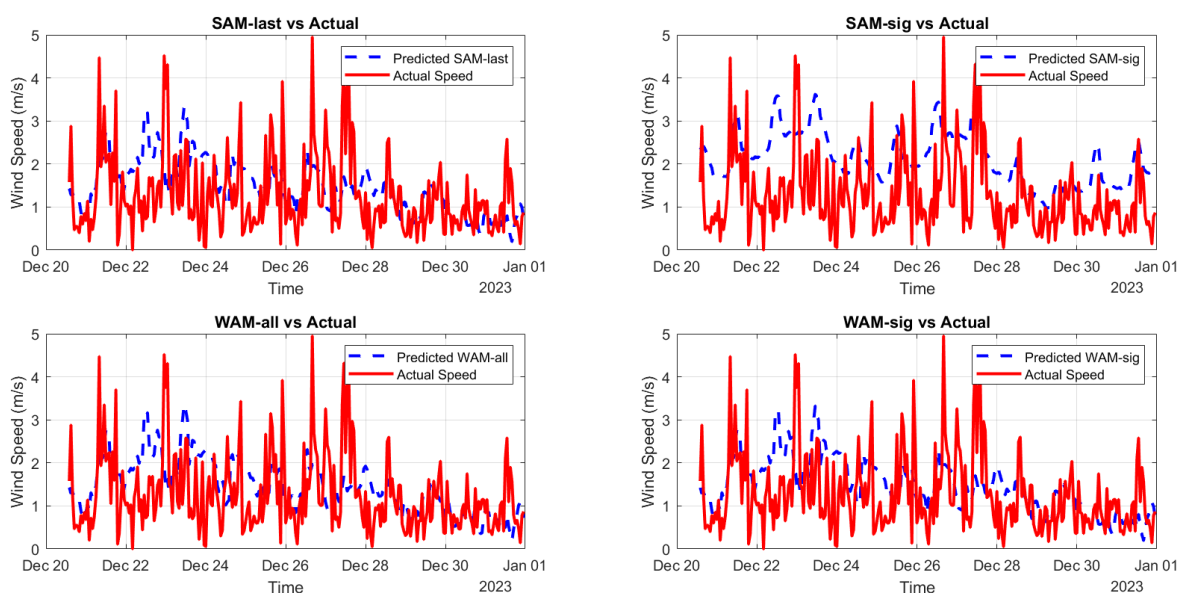 SAM-last vs Actual
5
4
3
2
1
0
Wind Speed (m/s)
Predicted SAM-last
Actual Speed
Dec 20 Dec 22 Dec 24 Dec 26 Dec 28 Dec 30 Jan 01
Time
2023
SAM-sig vs Actual
5
4
3
2
1
0
Wind Speed (m/s)
Predicted SAM-sig
Actual Speed
Dec 20 Dec 22 Dec 24 Dec 26 Dec 28 Dec 30 Jan 01
Time
2023
WAM-all vs Actual
5
4
3
2
1
0
Wind Speed (m/s)
Predicted WAM-all
Actual Speed
Dec 20 Dec 22 Dec 24 Dec 26 Dec 28 Dec 30 Jan 01
Time
2023
WAM-sig vs Actual
5
4
3
2
1
0
Wind Speed (m/s)
Predicted WAM-sig
Actual Speed
Dec 20 Dec 22 Dec 24 Dec 26 Dec 28 Dec 30 Jan 01
Time
2023